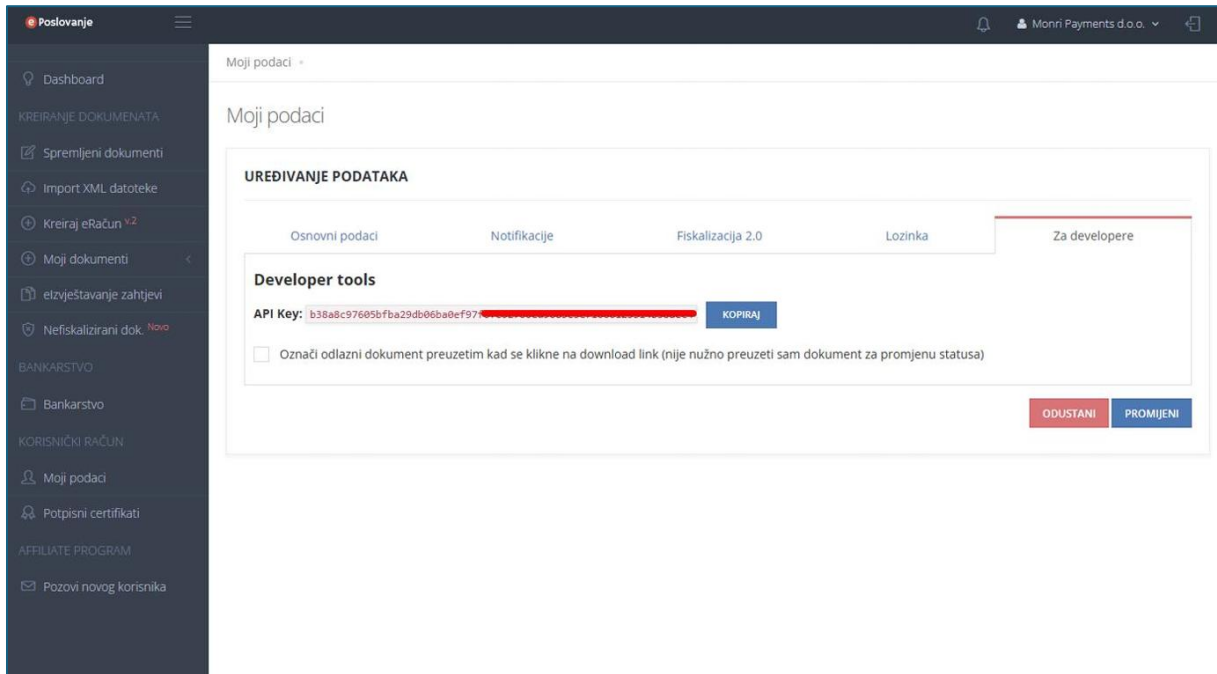 e Poslovanje
Monri Payments d.o.o.
Dashboard
KREIRANJE DOKUMENATA
Spremljeni dokumenti
Import XML datoteke
Kreiraj eRačun v.2
Moji dokumenti
eIzvještavanje zahtjevi
Nefiskalizirani dok. Novo
BANKARSTVO
Bankarstvo
KORISNIČKI RAČUN
Moji podaci
Potpisni certifikati
AFFILIATE PROGRAM
Pozovi novog korisnika
Moji podaci
Moji podaci
UREĐIVANJE PODATAKA
Osnovni podaci Notifikacije Fiskalizacija 2.0 Lozinka Za developere
Developer tools
API Key: b38a8c97605bfba29db06ba0ef97f KOPIRAJ
Označi odlazni dokument preuzetim kad se klikne na download link (nije nužno preuzeti sam dokument za promjenu statusa)
ODUSTANI PROMIJENI